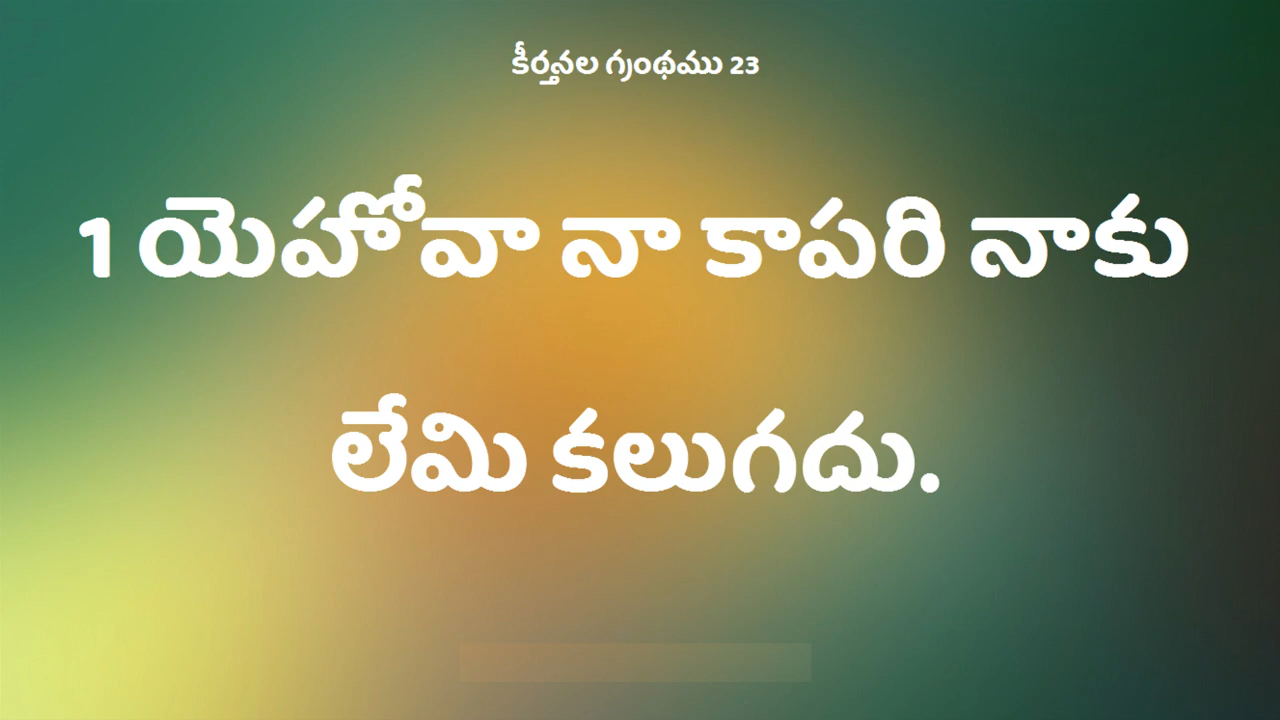 కీర్తనల గ్రంథము 23
1 యెహోవా నా కాపరి నాకు
లేమి కలుగదు.